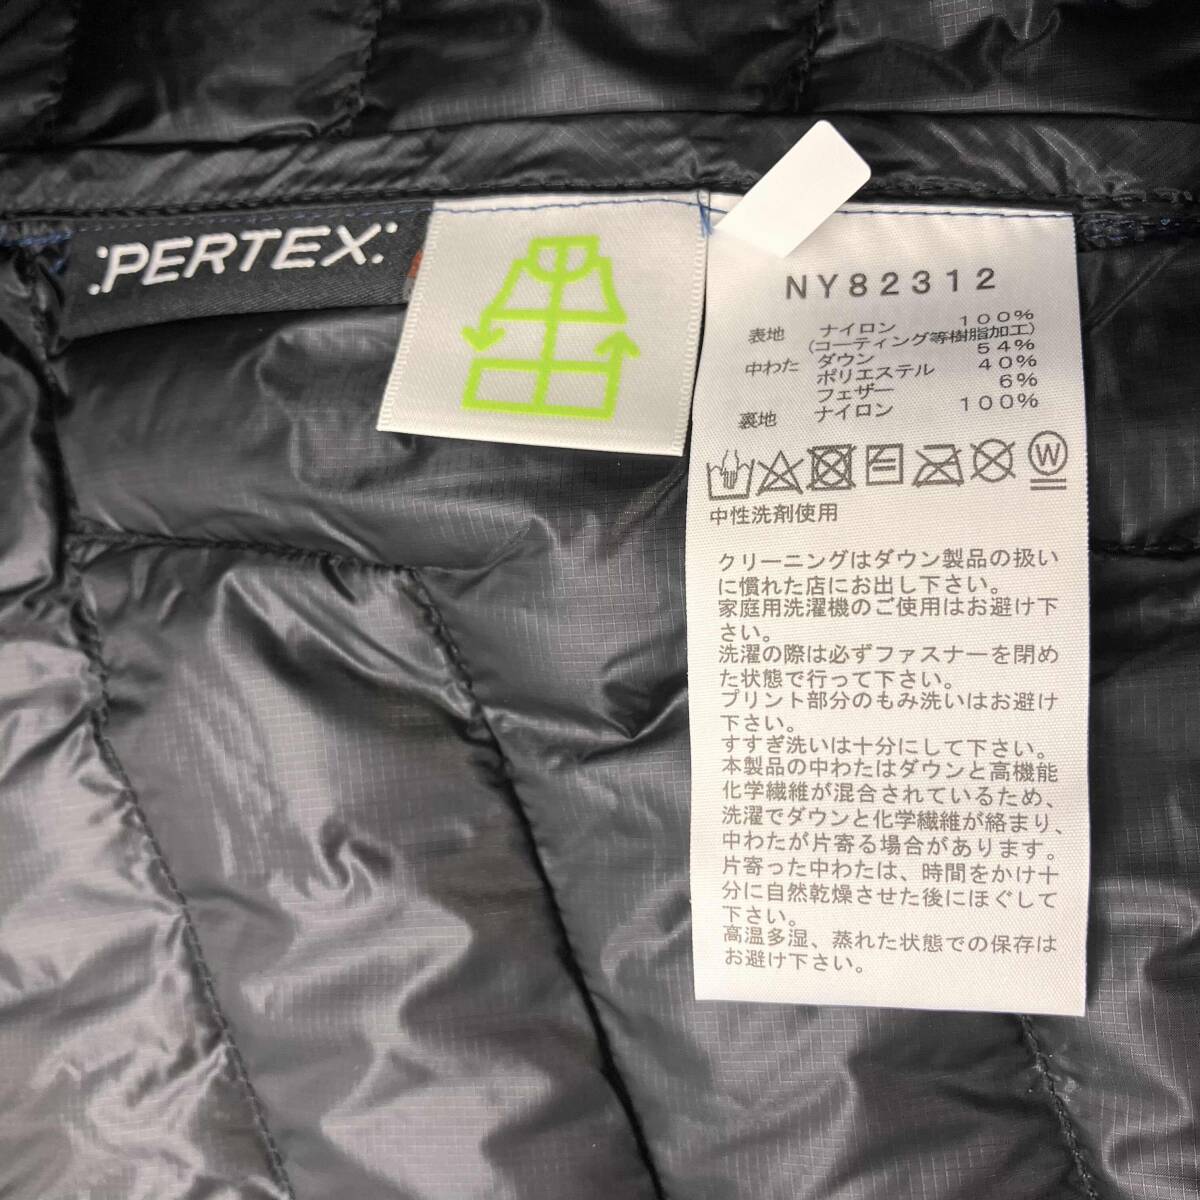 PERTEX
NY82312
表地 ナイロン 100%
(コーティング等樹脂加工)
中わた ダウン 54%
ポリエステル 40%
フェザー 6%
裏地 ナイロン 100%
W
中性洗剤使用
クリーニングはダウン製品の扱い
に慣れた店にお出し下さい。
家庭用洗濯機のご使用はお避け下
さい。
洗濯の際は必ずファスナーを閉め
た状態で行って下さい。
プリント部分のもみ洗いはお避け
下さい。
すすぎ洗いは十分にして下さい。
本製品の中わたはダウンと高機能
化学繊維が混合されているため、
洗濯でダウンと化学繊維が絡まり、
中わたが片寄る場合があります。
片寄った中わたは、時間をかけ十
分に自然乾燥させた後にほぐして
下さい。
高温多湿、蒸れた状態での保存は
お避け下さい。